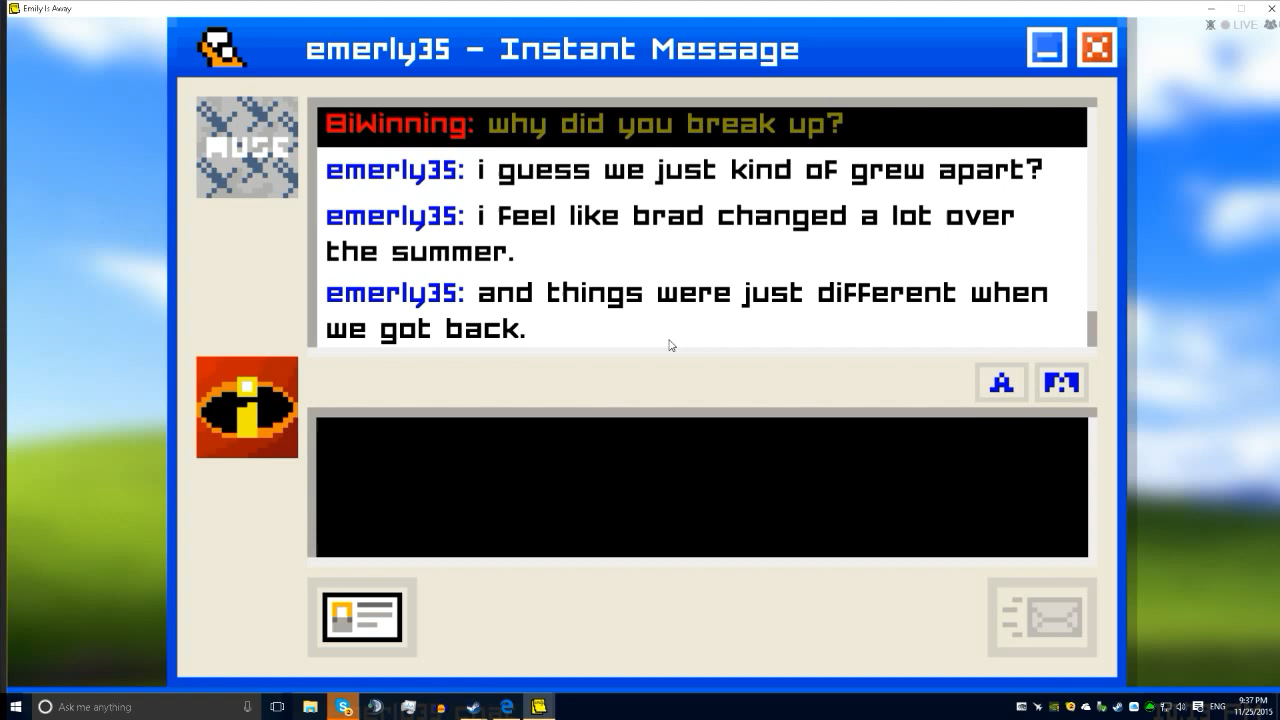 Emily Is Away
LIVE
emerly35 - Instant Message
BiWinning: why did you break up?
MUSE
emerly35: i guess we just kind of grew apart?
emerly35: i feel like brad changed a lot over
the summer.
emerly35: and things were just different when
we got back.
i
A
Ask me anything
ENG
9:37 PM
11/25/2015